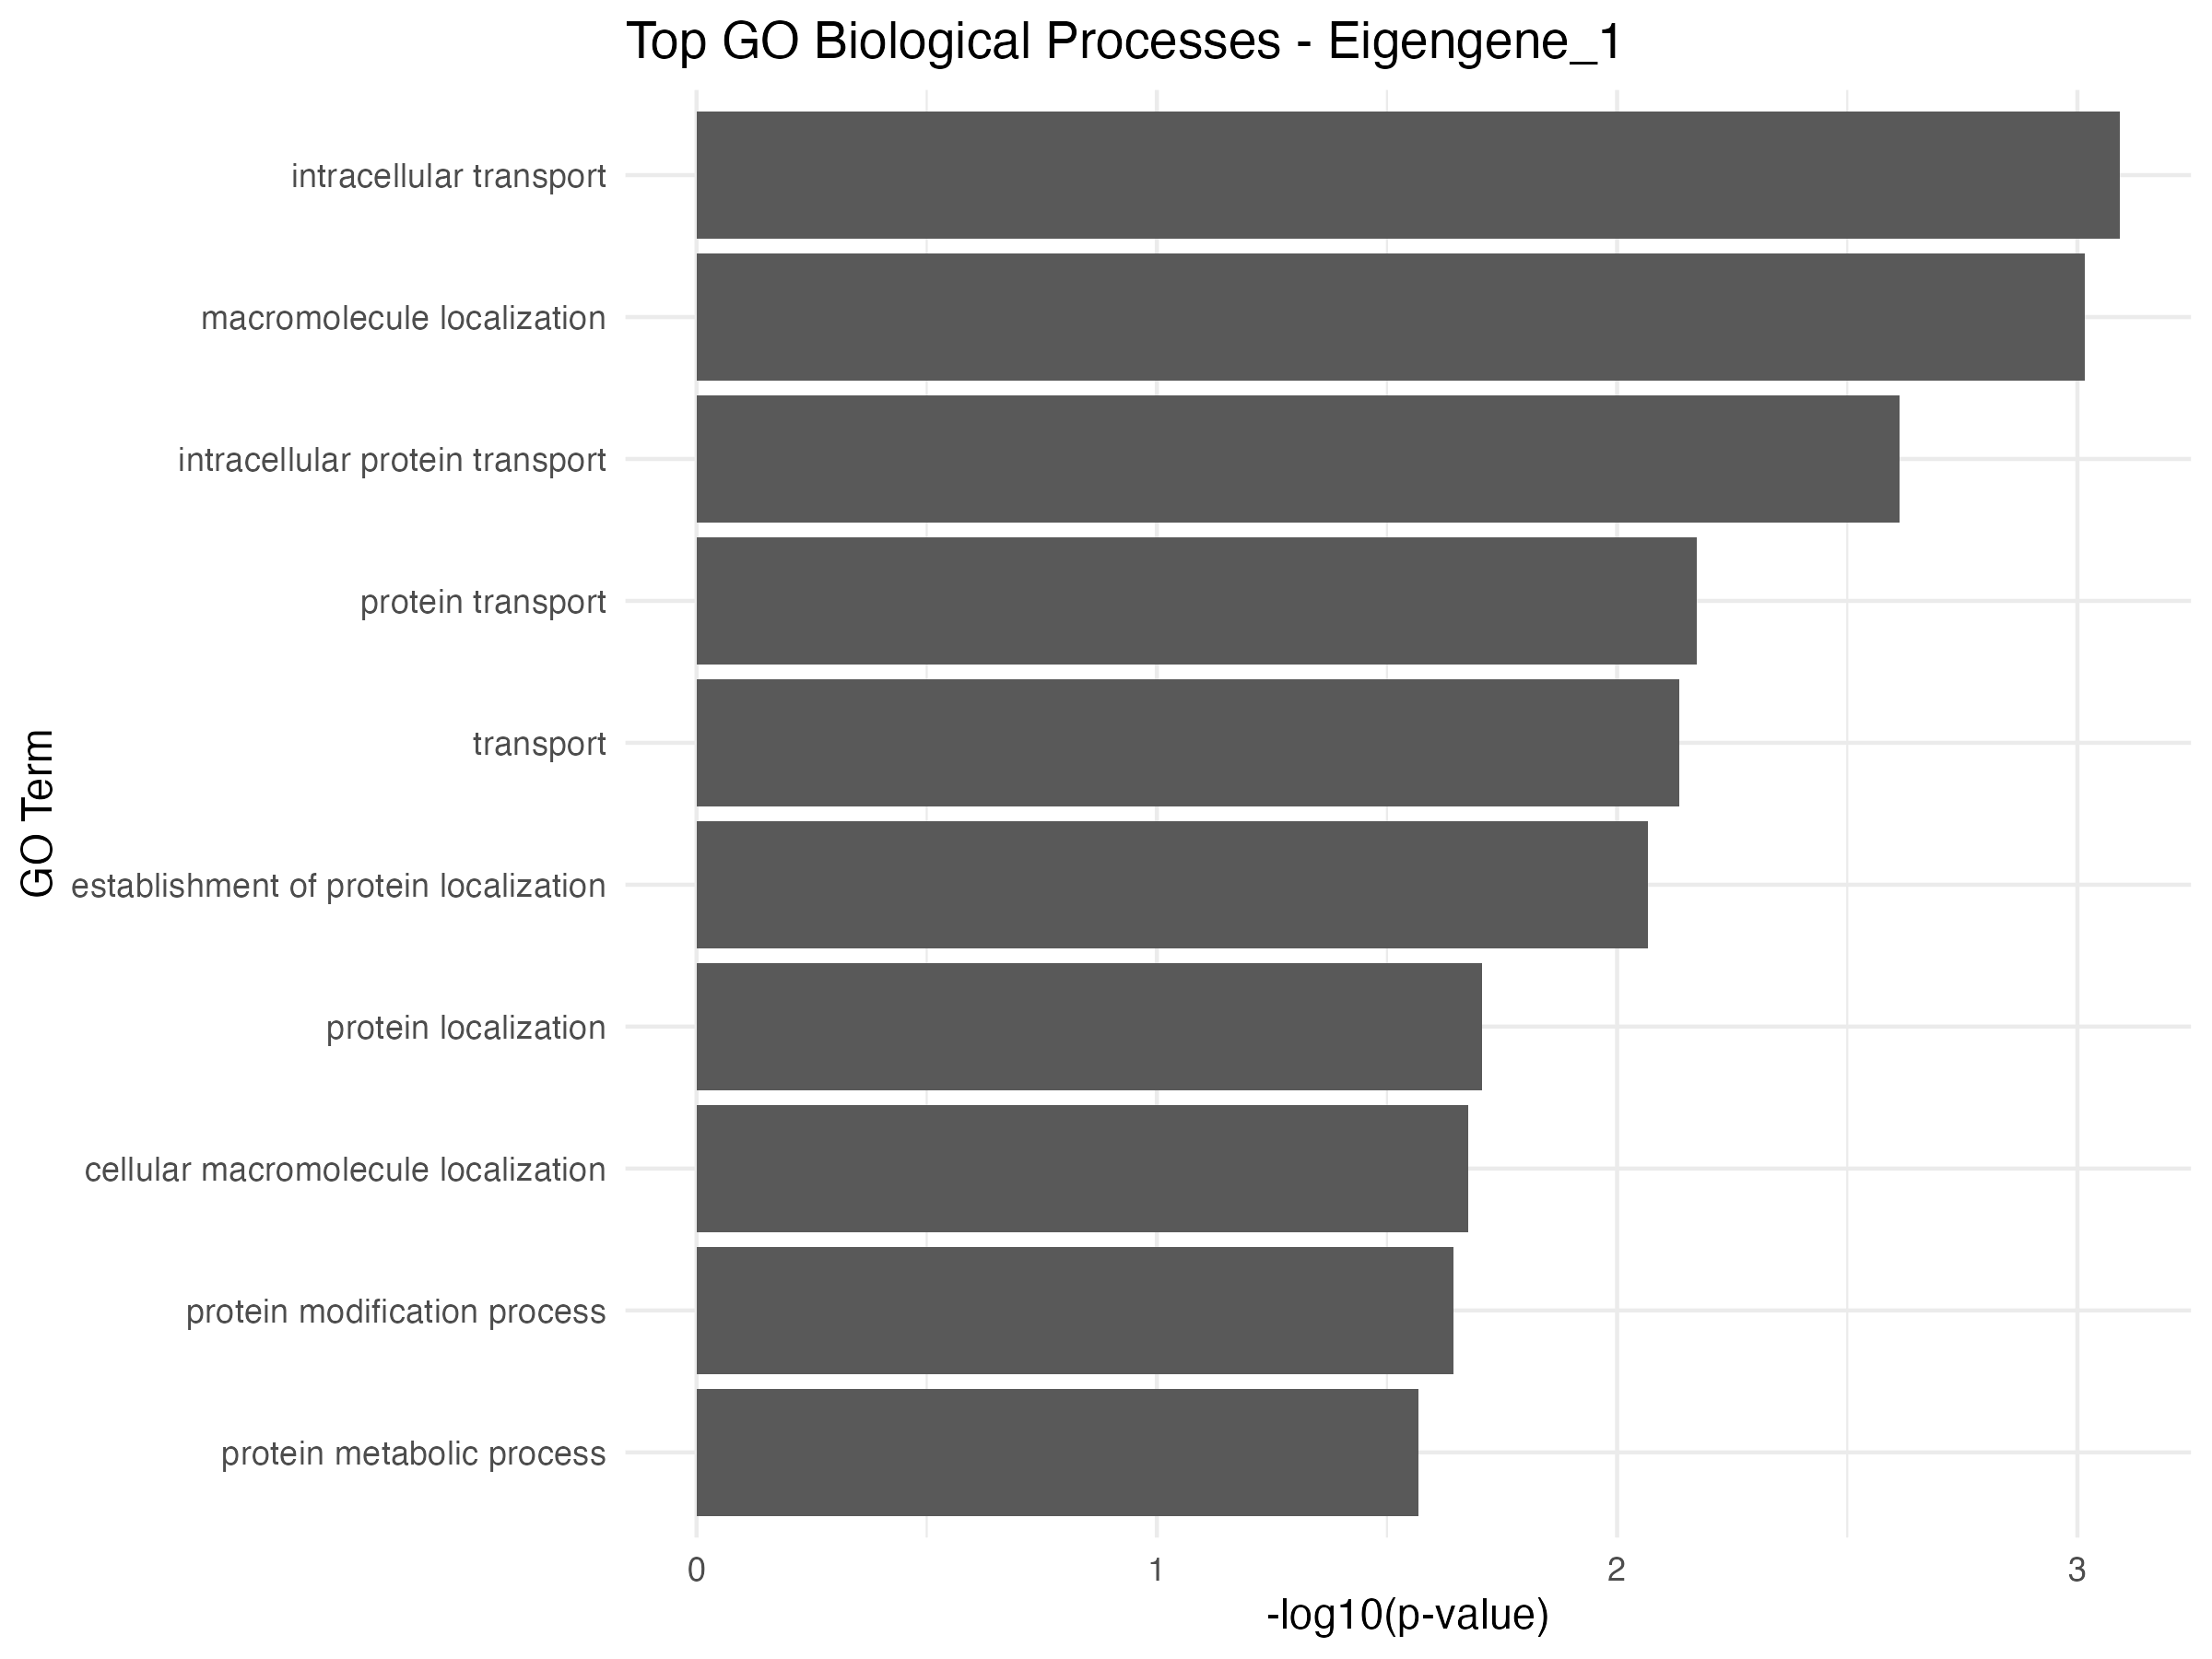 Top GO Biological Processes - Eigengene_1
GO Term
intracellular transport
macromolecule localization
intracellular protein transport
protein transport
transport
establishment of protein localization
protein localization
cellular macromolecule localization
protein modification process
protein metabolic process
0 1 2 3
-log10(p-value)